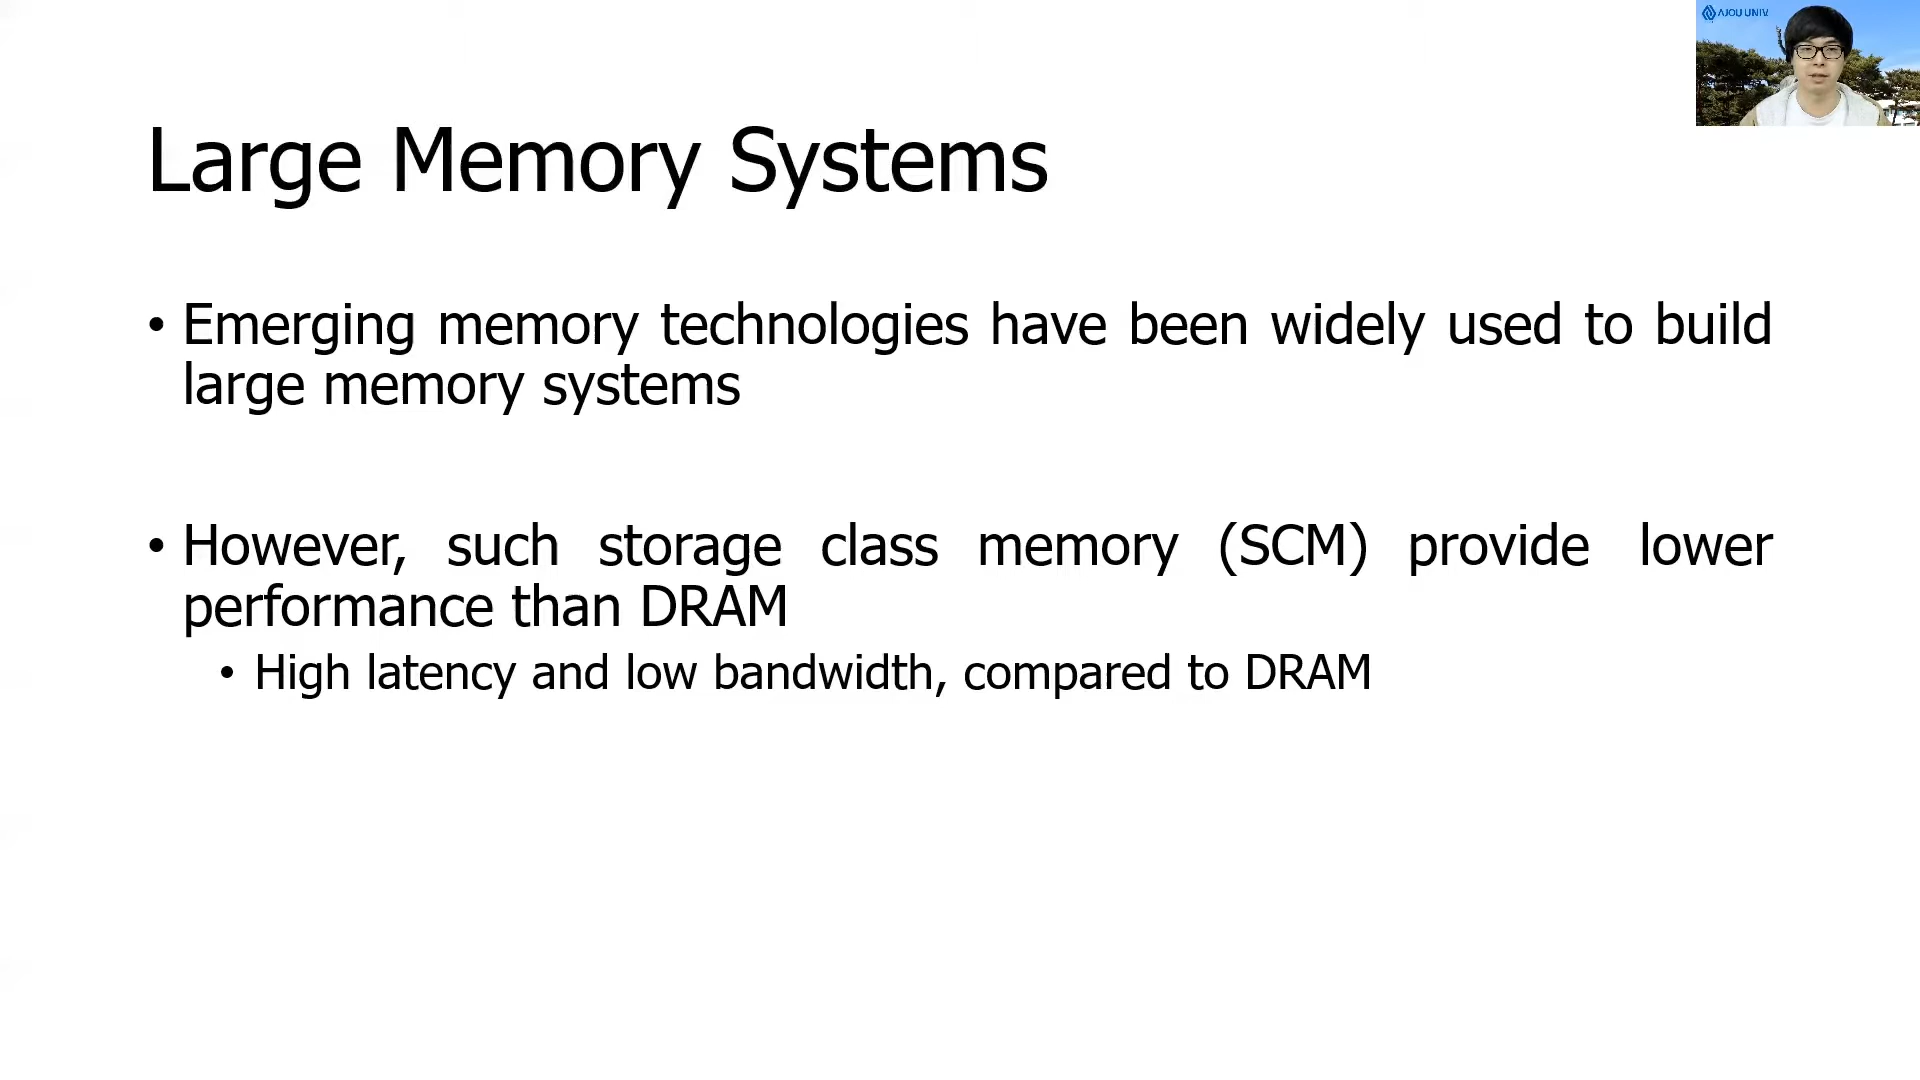 AJOU UNIV.
Large Memory Systems
• Emerging memory technologies have been widely used to build
large memory systems
• However, such storage class memory (SCM) provide lower
performance than DRAM
• High latency and low bandwidth, compared to DRAM